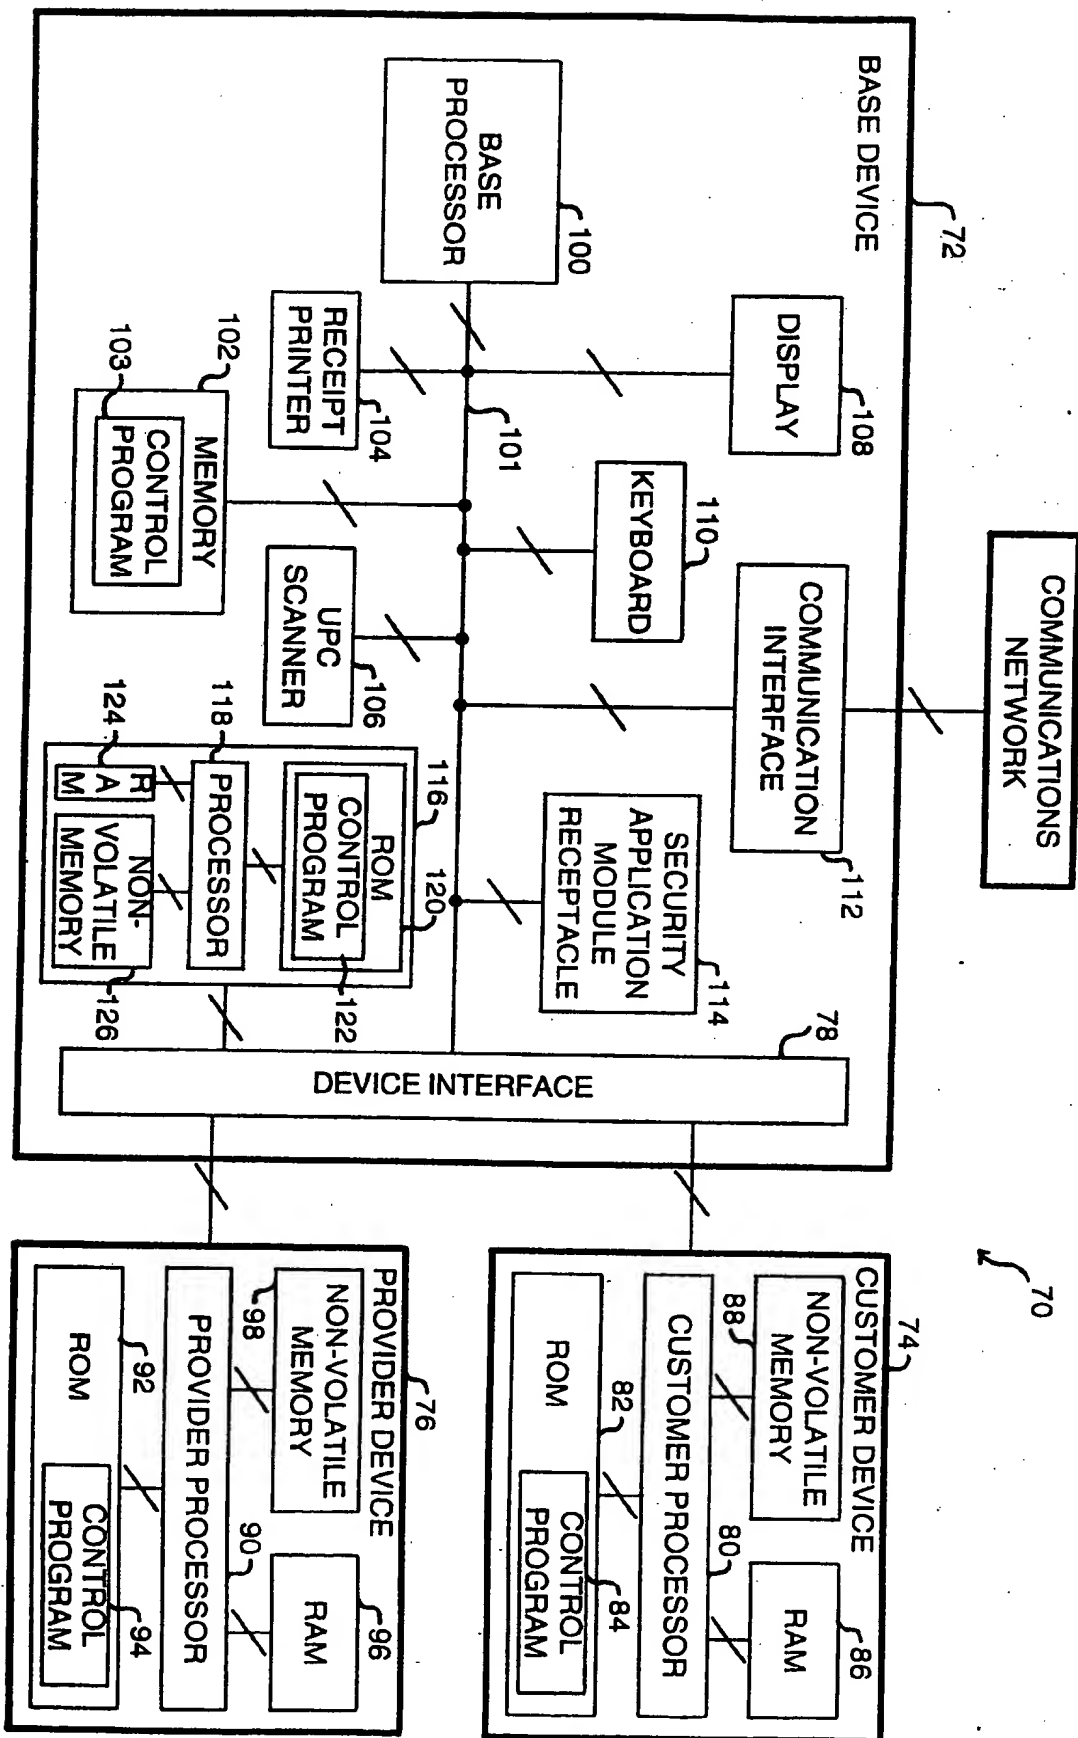 COMMUNICATIONS
NETWORK
70
BASE DEVICE
72
BASE
PROCESSOR
100
DISPLAY
108
RECEIPT
PRINTER
104
101
KEYBOARD
110
COMMUNICATION
INTERFACE
112
102
103
MEMORY
CONTROL
PROGRAM
UPC
SCANNER
106
SECURITY
APPLICATION
MODULE
RECEPTACLE
114
116
ROM
120
CONTROL
PROGRAM
122
118
PROCESSOR
124
R
A
M
NON-
VOLATILE
MEMORY
126
78
DEVICE INTERFACE
CUSTOMER DEVICE
74
NON-VOLATILE
MEMORY
88
RAM
86
CUSTOMER PROCESSOR
80
ROM
82
CONTROL
PROGRAM
84
PROVIDER DEVICE
76
NON-VOLATILE
MEMORY
98
RAM
96
PROVIDER PROCESSOR
90
ROM
92
CONTROL
PROGRAM
94